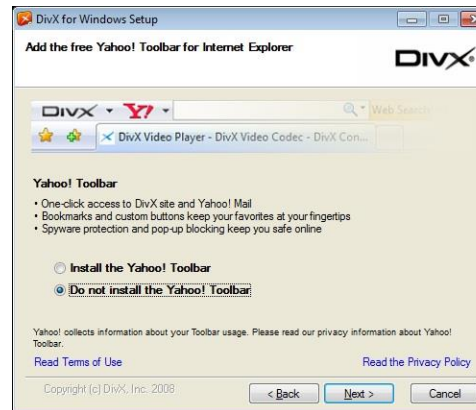 DivX for Windows Setup
Add the free Yahoo! Toolbar for Internet Explorer
DIVX
DIVX Y! Web Search
DivX Video Player - DivX Video Codec - DivX Con...
Yahoo! Toolbar
• One-click access to DivX site and Yahoo! Mail
• Bookmarks and custom buttons keep your favorites at your fingertips
• Spyware protection and pop-up blocking keep you safe online
Install the Yahoo! Toolbar
Do not install the Yahoo! Toolbar
Yahoo! collects information about your Toolbar usage. Please read our privacy information about Yahoo!
Toolbar.
Read Terms of Use Read the Privacy Policy
Copyright (c) DivX, Inc. 2008 < Back Next > Cancel